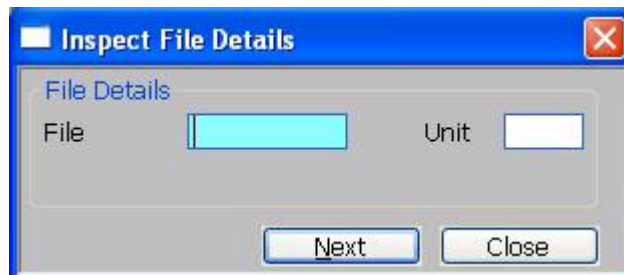 Inspect File Details
File Details
File Unit
Next Close